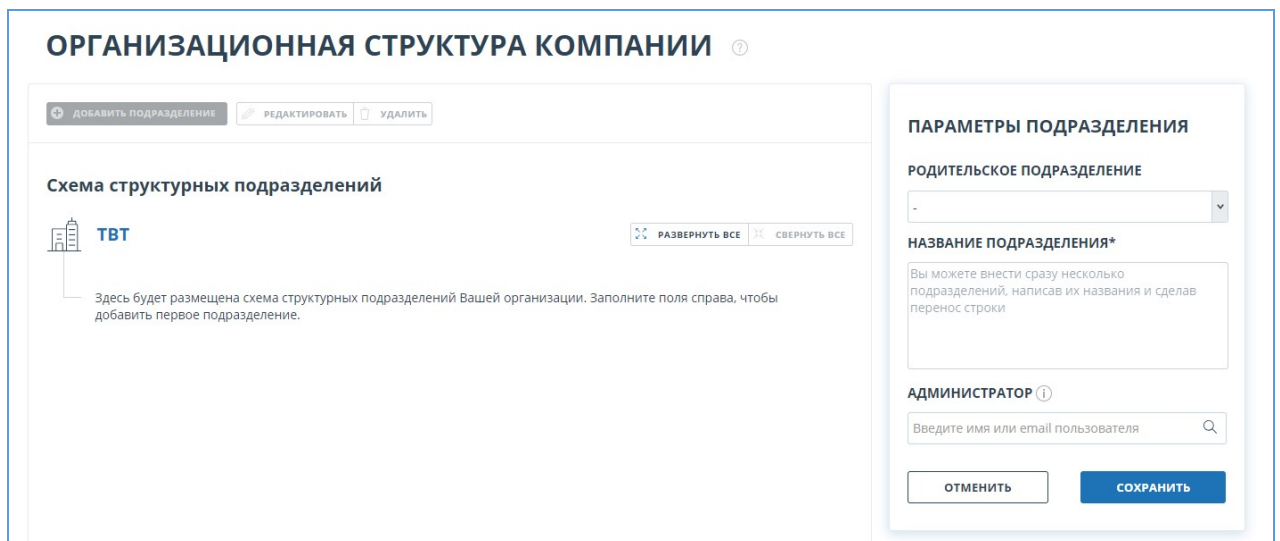 ОРГАНИЗАЦИОННАЯ СТРУКТУРА КОМПАНИИ ?
ДОБАВИТЬ ПОДРАЗДЕЛЕНИЕ РЕДАКТИРОВАТЬ УДАЛИТЬ
Схема структурных подразделений
ТВТ
РАЗВЕРНУТЬ ВСЕ СВЕРНУТЬ ВСЕ
Здесь будет размещена схема структурных подразделений Вашей организации. Заполните поля справа, чтобы
добавить первое подразделение.
ПАРАМЕТРЫ ПОДРАЗДЕЛЕНИЯ
РОДИТЕЛЬСКОЕ ПОДРАЗДЕЛЕНИЕ
-
НАЗВАНИЕ ПОДРАЗДЕЛЕНИЯ*
Вы можете внести сразу несколько
подразделений, написав их названия и сделав
перенос строки
АДМИНИСТРАТОР i
Введите имя или email пользователя
ОТМЕНИТЬ СОХРАНИТЬ